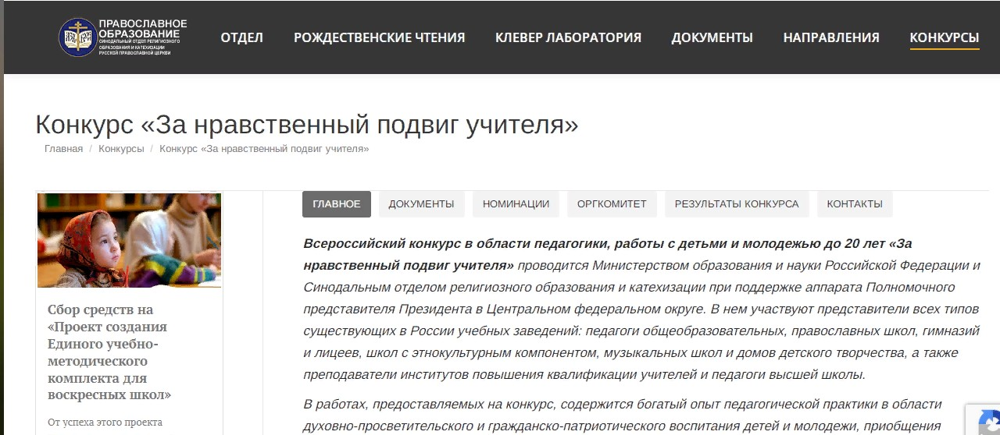 ПРАВОСЛАВНОЕ
ОБРАЗОВАНИЕ
СИНОДАЛЬНЫЙ ОТДЕЛ РЕЛИГИОЗНОГО
ОБРАЗОВАНИЯ И КАТЕХИЗАЦИИ
РУССКОЙ ПРАВОСЛАВНОЙ ЦЕРКВИ
ОТДЕЛ РОЖДЕСТВЕНСКИЕ ЧТЕНИЯ КЛЕВЕР ЛАБОРАТОРИЯ ДОКУМЕНТЫ НАПРАВЛЕНИЯ КОНКУРСЫ
Конкурс «За нравственный подвиг учителя»
Главная / Конкурсы / Конкурс «За нравственный подвиг учителя»
Сбор средств на
«Проект создания
Единого учебно-
методического
комплекта для
воскресных школ»
От успеха этого проекта
ГЛАВНОЕ ДОКУМЕНТЫ НОМИНАЦИИ ОРГКОМИТЕТ РЕЗУЛЬТАТЫ КОНКУРСА КОНТАКТЫ
Всероссийский конкурс в области педагогики, работы с детьми и молодежью до 20 лет «За
нравственный подвиг учителя» проводится Министерством образования и науки Российской Федерации и
Синодальным отделом религиозного образования и катехизации при поддержке аппарата Полномочного
представителя Президента в Центральном федеральном округе. В нем участвуют представители всех типов
существующих в России учебных заведений: педагоги общеобразовательных, православных школ, гимназий
и лицеев, школ с этнокультурным компонентом, музыкальных школ и домов детского творчества, а также
преподаватели институтов повышения квалификации учителей и педагоги высшей школы.
В работах, предоставляемых на конкурс, содержится богатый опыт педагогической практики в области
духовно-просветительского и гражданско-патриотического воспитания детей и молодежи, приобщения